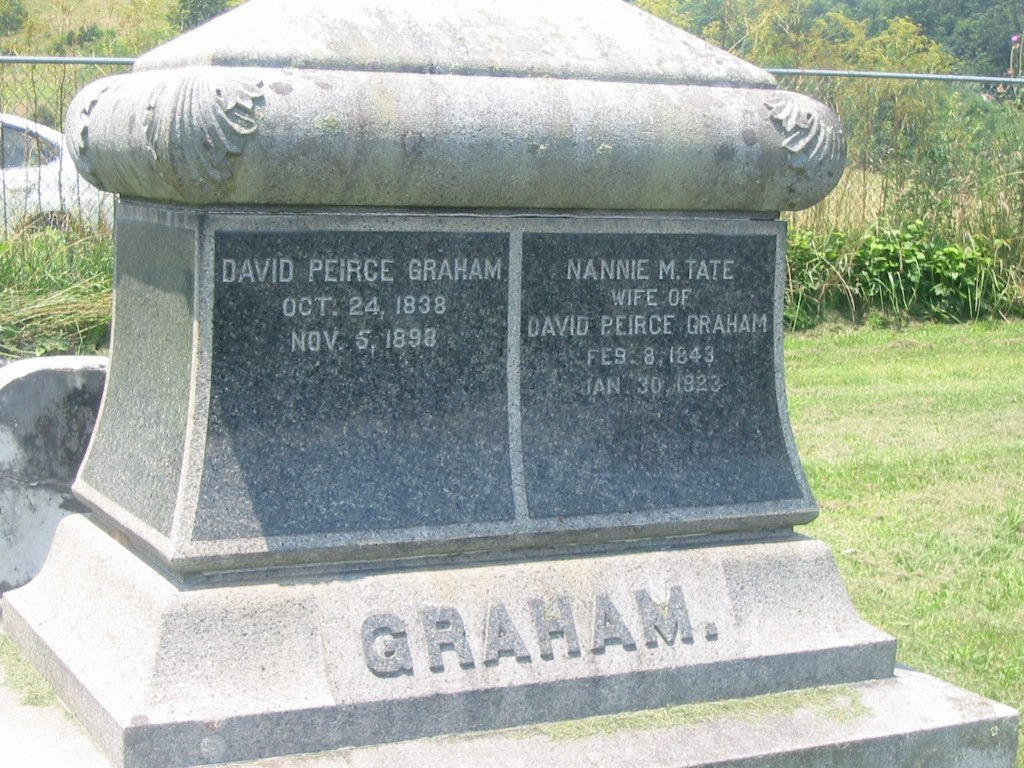 DAVID PEIRCE GRAHAM
OCT. 24, 1838
NOV. 5, 1898
NANNIE M. TATE
WIFE OF
DAVID PEIRCE GRAHAM
FEB. 8, 1843
JAN. 30, 1923
GRAHAM.